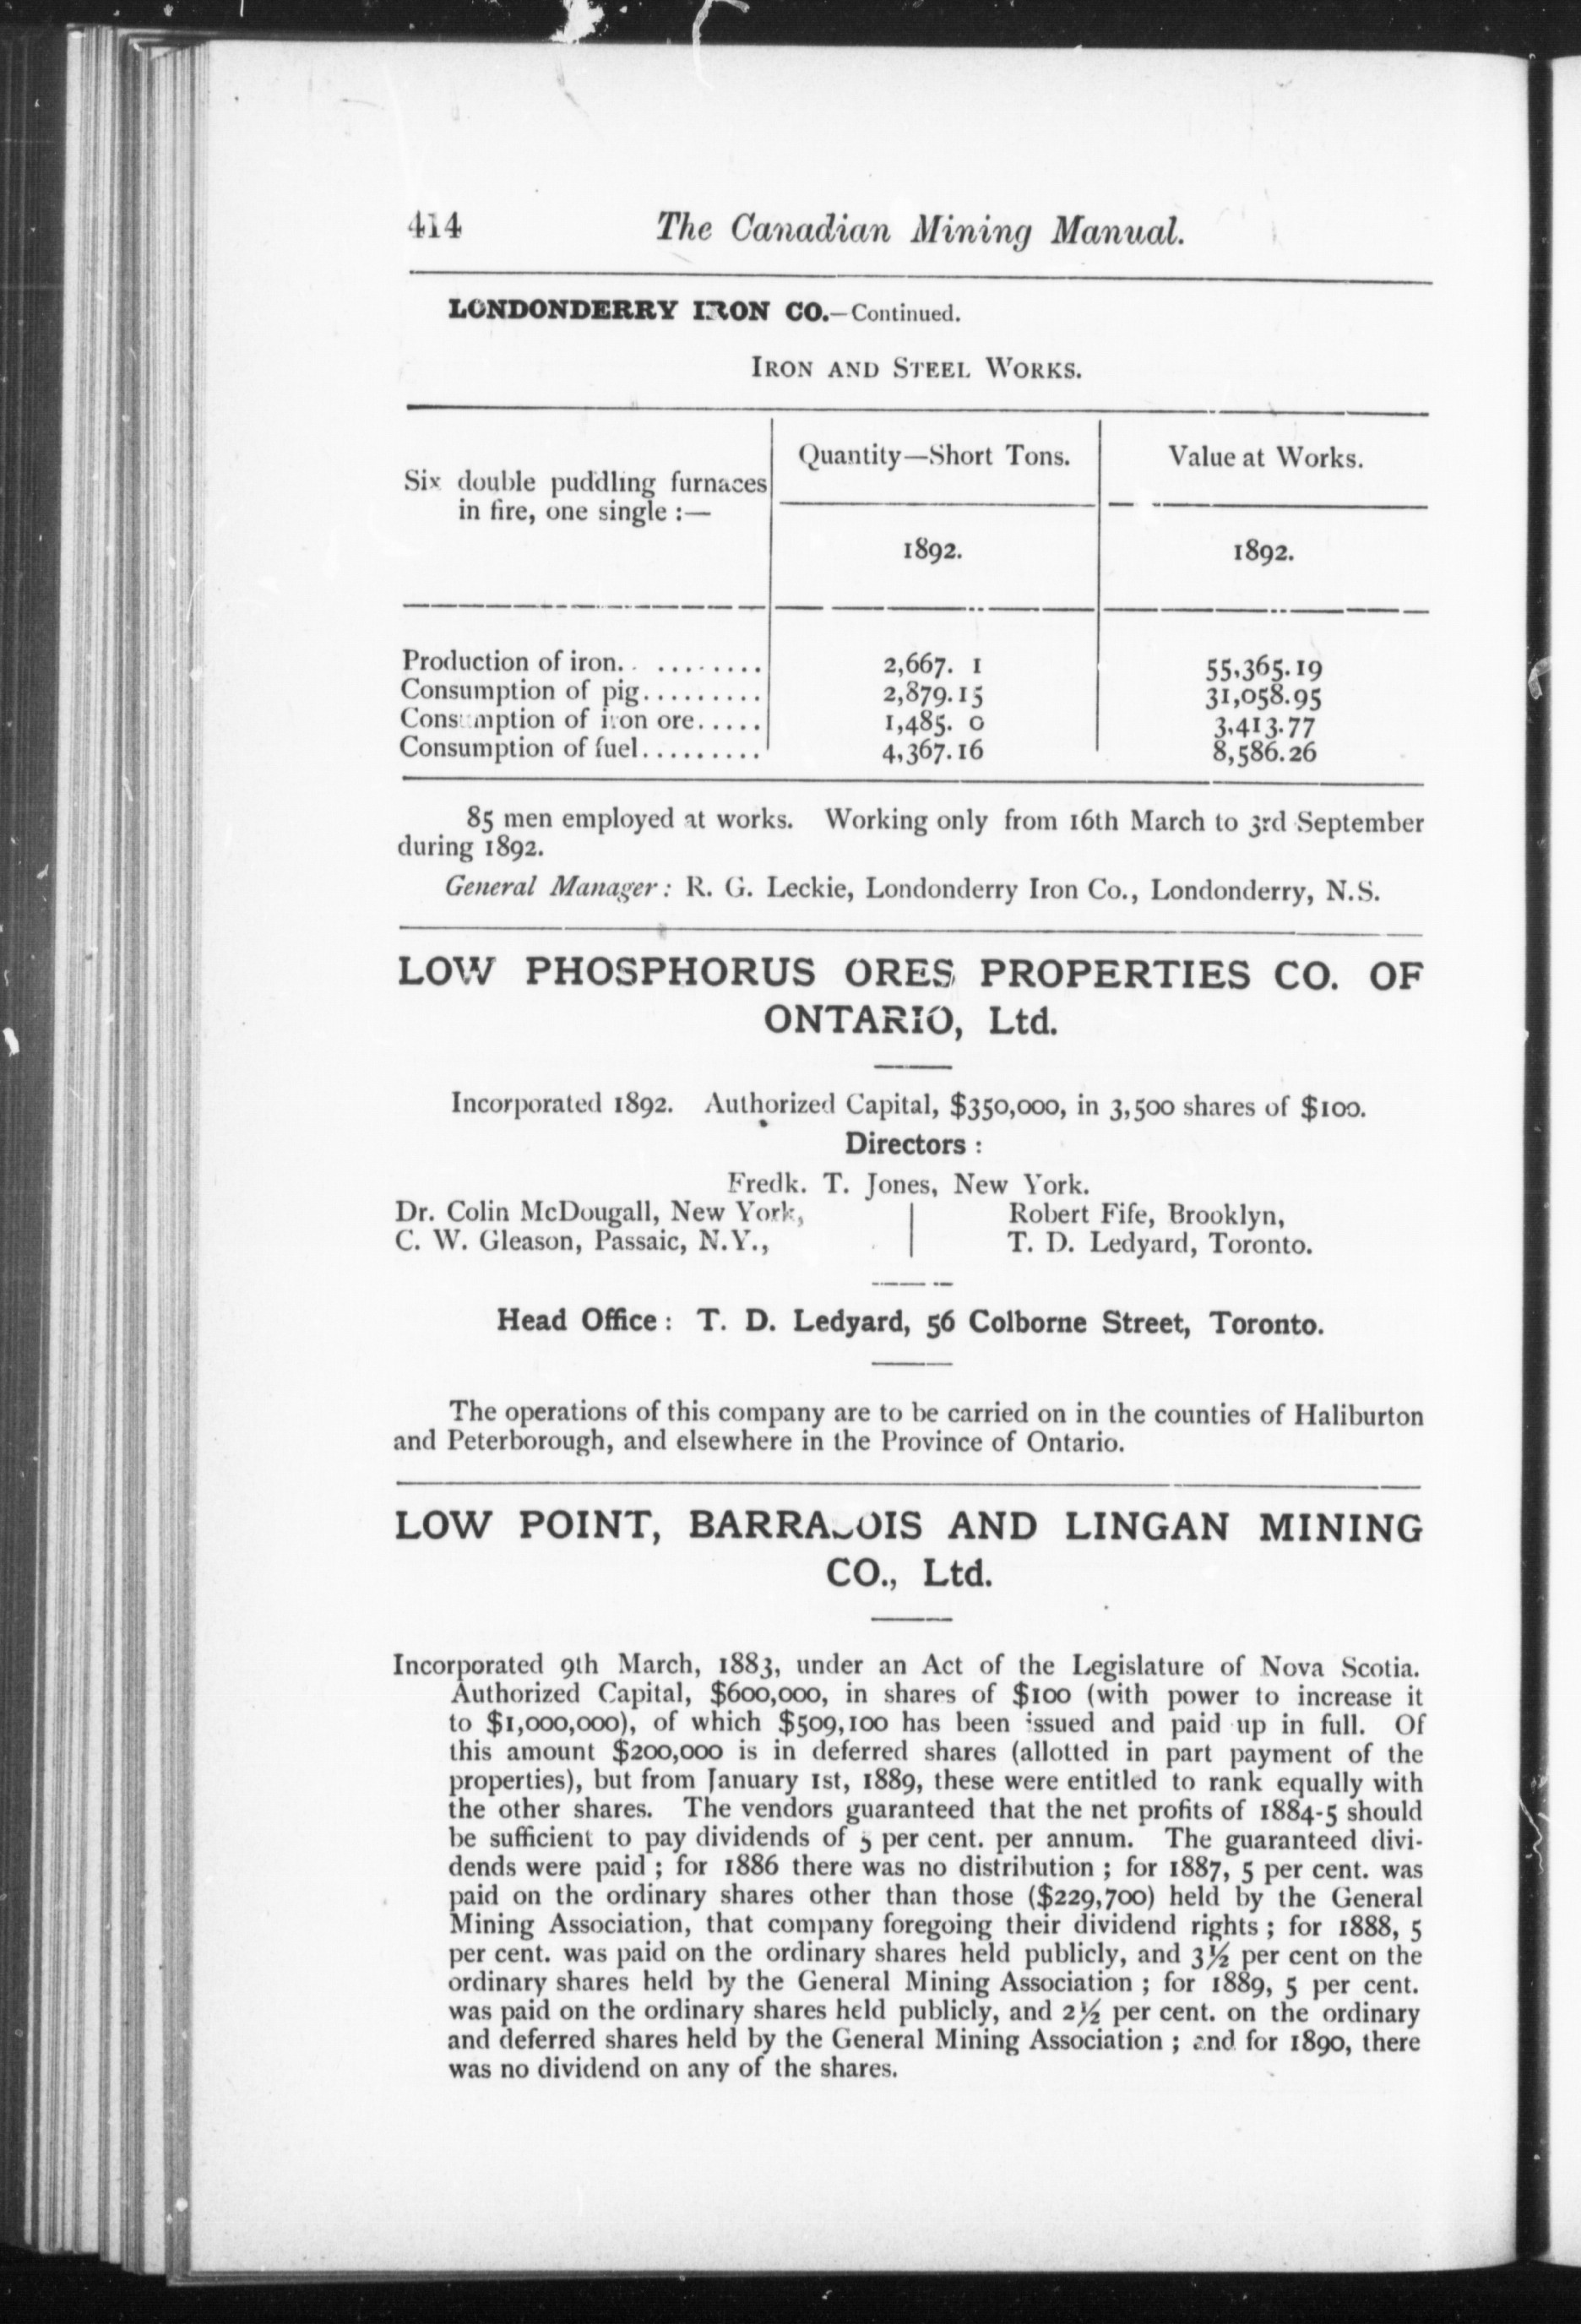 414 The Canadian Mining Manual.
LONDONDERRY IRON CO.—Continued.
IRON AND STEEL WORKS.
Six double puddling furnaces in fire, one single :—
Quantity—Short Tons.
Value at Works.
1892.
1892.
Production of iron. . ........ 2,667. 1 55,365.19
Consumption of pig......... 2,879.15 31,058.95
Consumption of iron ore..... 1,485. 0 3,413.77
Consumption of fuel......... 4,367.16 8,586.26
85 men employed at works. Working only from 16th March to 3rd September
during 1892.
General Manager : R. G. Leckie, Londonderry Iron Co., Londonderry, N.S.
LOW PHOSPHORUS ORES PROPERTIES CO. OF
ONTARIO, Ltd.
Incorporated 1892. Authorized Capital, $350,000, in 3,500 shares of $100.
Directors :
Fredk. T. Jones, New York.
Dr. Colin McDougall, New York,
C. W. Gleason, Passaic, N.Y.,
Robert Fife, Brooklyn,
T. D. Ledyard, Toronto.
Head Office : T. D. Ledyard, 56 Colborne Street, Toronto.
The operations of this company are to be carried on in the counties of Haliburton
and Peterborough, and elsewhere in the Province of Ontario.
LOW POINT, BARRASOIS AND LINGAN MINING
CO., Ltd.
Incorporated 9th March, 1883, under an Act of the Legislature of Nova Scotia.
Authorized Capital, $600,000, in shares of $100 (with power to increase it
to $1,000,000), of which $509,100 has been issued and paid up in full. Of
this amount $200,000 is in deferred shares (allotted in part payment of the
properties), but from January 1st, 1889, these were entitled to rank equally with
the other shares. The vendors guaranteed that the net profits of 1884-5 should
be sufficient to pay dividends of 5 per cent. per annum. The guaranteed divi-
dends were paid ; for 1886 there was no distribution ; for 1887, 5 per cent. was
paid on the ordinary shares other than those ($229,700) held by the General
Mining Association, that company foregoing their dividend rights ; for 1888, 5
per cent. was paid on the ordinary shares held publicly, and 3½ per cent on the
ordinary shares held by the General Mining Association ; for 1889, 5 per cent.
was paid on the ordinary shares held publicly, and 2½ per cent. on the ordinary
and deferred shares held by the General Mining Association ; and for 1890, there
was no dividend on any of the shares.